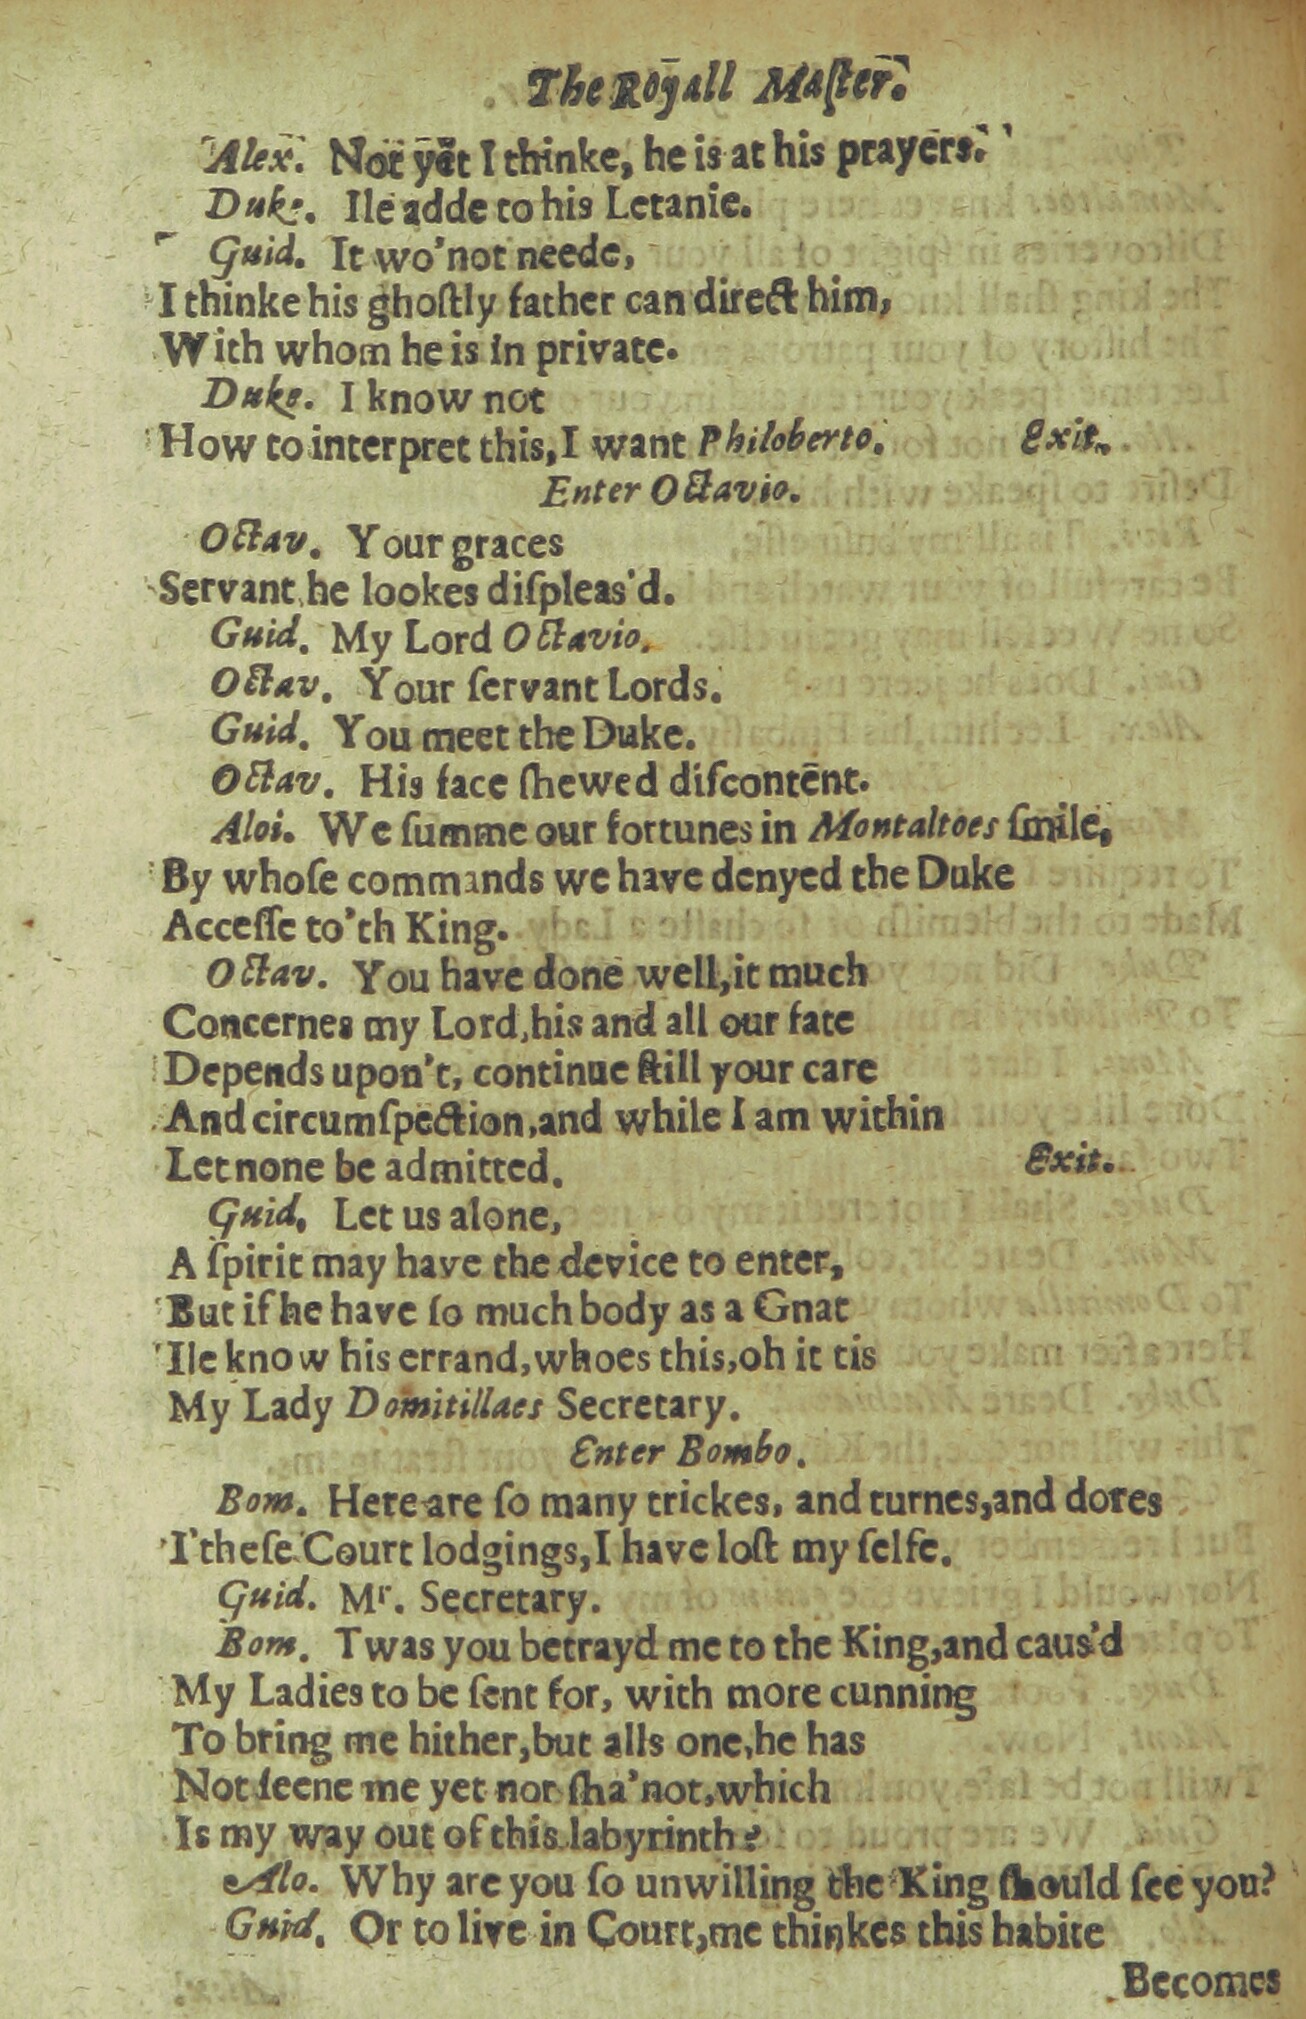 The Royall Maſter.
Alex. Not yet I thinke, he is at his prayers.
Duke. Ile adde to his Letanie.
Guid. It wo'not neede,
I thinke his ghoſtly father can direct him,
With whom he is in private.
Duke. I know not
How to interpret this, I want Philoberto. Exit.
Enter Octavio.
Octav. Your graces
Servant he lookes diſpleas'd.
Guid. My Lord Octavio.
Octav. Your ſervant Lords.
Guid. You meet the Duke.
Octav. His face ſhewed diſcontent.
Aloi. We ſumme our fortunes in Montaltoes ſmile,
By whoſe commands we have denyed the Duke
Acceſſe to'th King.
Octav. You have done well, it much
Concernes my Lord, his and all our fate
Depends upon't, continue ſtill your care
And circumſpection, and while I am within
Let none be admitted. Exit.
Guid. Let us alone,
A ſpirit may have the device to enter,
But if he have ſo much body as a Gnat
Ile know his errand, whoes this, oh it tis
My Lady Domitillaes Secretary.
Enter Bombo.
Bom. Here are ſo many trickes, and turnes, and dores
I'theſe Court lodgings, I have loſt my ſelfe.
Guid. Mr. Secretary.
Bom. Twas you betrayd me to the King, and caus'd
My Ladies to be ſent for, with more cunning
To bring me hither, but alls one, he has
Not ſeene me yet nor ſha'not, which
Is my way out of this labyrinth?
Alo. Why are you ſo unwilling the King ſhould ſee you?
Guid. Or to live in Court, me thinkes this habite
Becomes